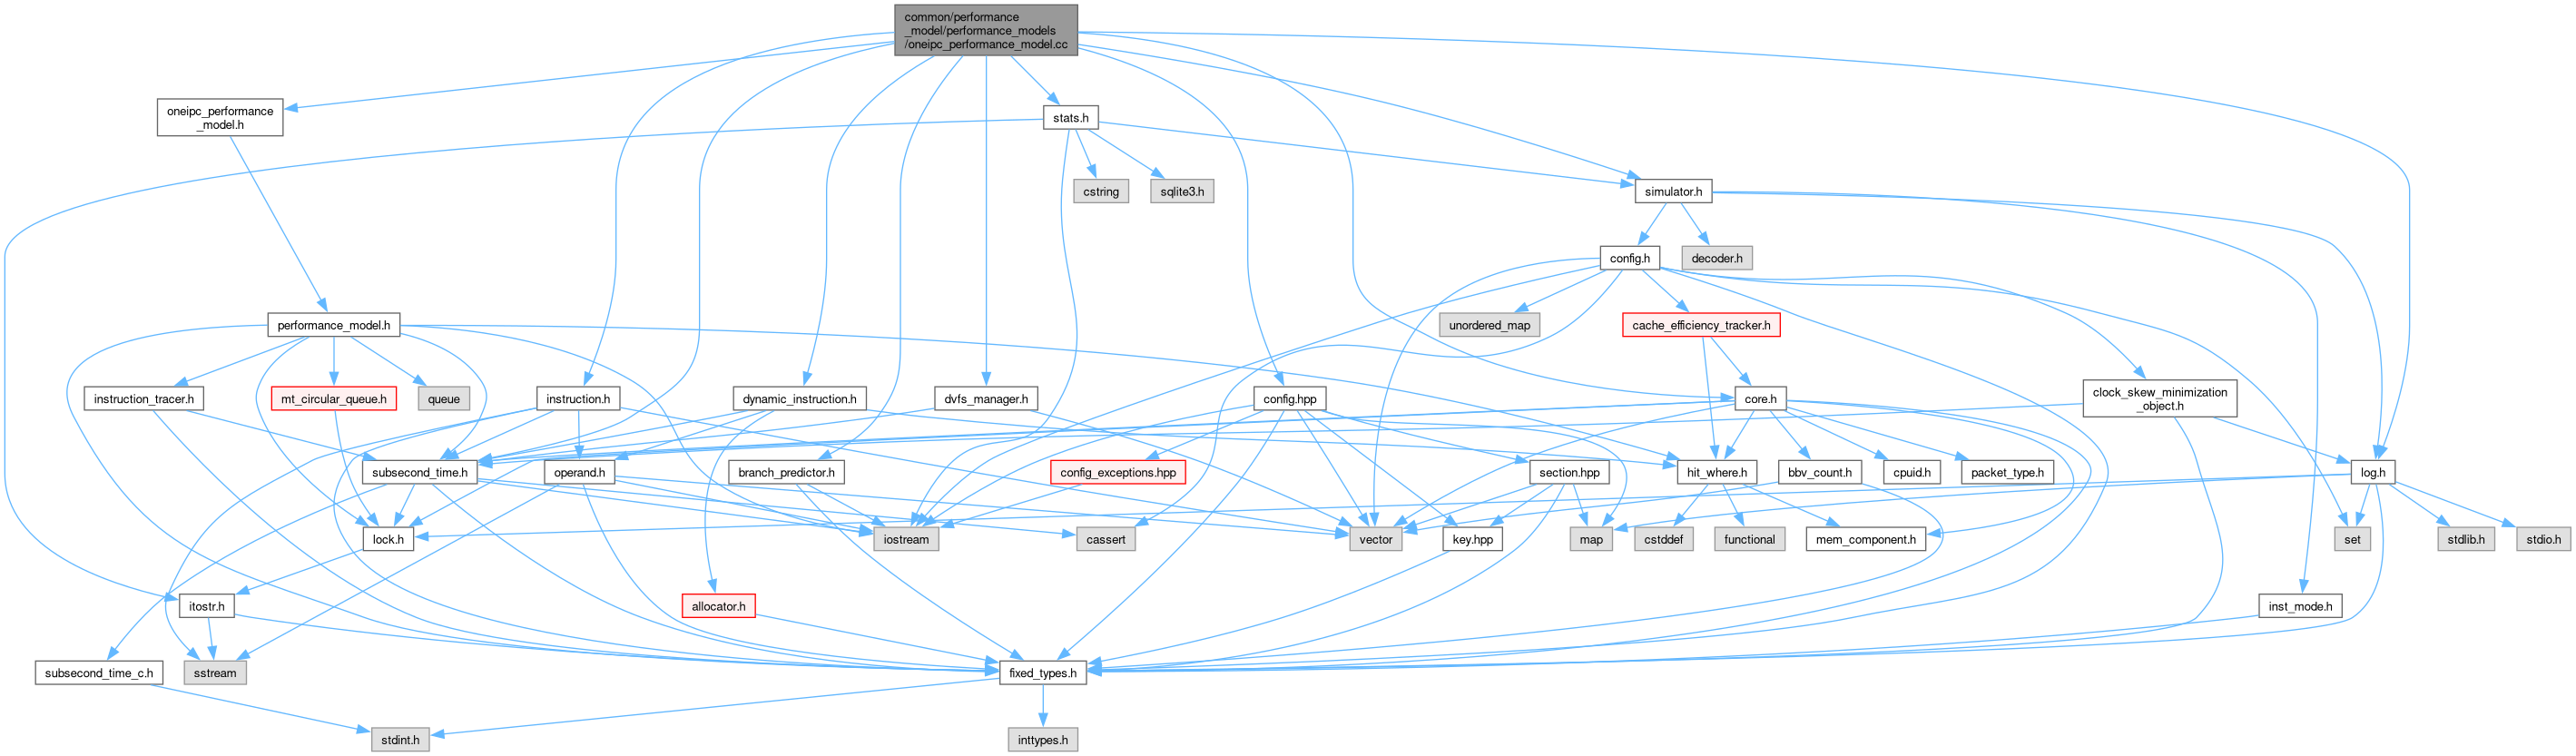 common/performance
_model/performance_models
/oneipc_performance_model.cc
oneipc_performance
_model.h
stats.h
cstring
sqlite3.h
simulator.h
config.h
decoder.h
performance_model.h
unordered_map
cache_efficiency_tracker.h
instruction_tracer.h
mt_circular_queue.h
queue
instruction.h
dynamic_instruction.h
dvfs_manager.h
config.hpp
core.h
clock_skew_minimization
_object.h
subsecond_time.h
operand.h
branch_predictor.h
config_exceptions.hpp
section.hpp
hit_where.h
bbv_count.h
cpuid.h
packet_type.h
log.h
lock.h
iostream
cassert
vector
key.hpp
map
cstddef
functional
mem_component.h
set
stdlib.h
stdio.h
itostr.h
allocator.h
inst_mode.h
subsecond_time_c.h
sstream
fixed_types.h
stdint.h
inttypes.h